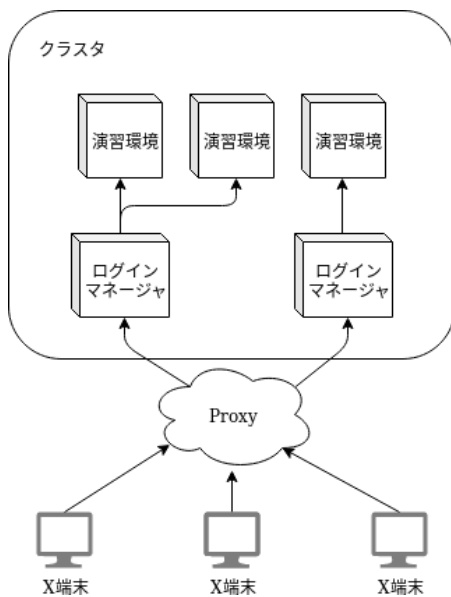 クラスタ
演習環境
演習環境
演習環境
ログイン
マネージャ
ログイン
マネージャ
Proxy
X端末
X端末
X端末